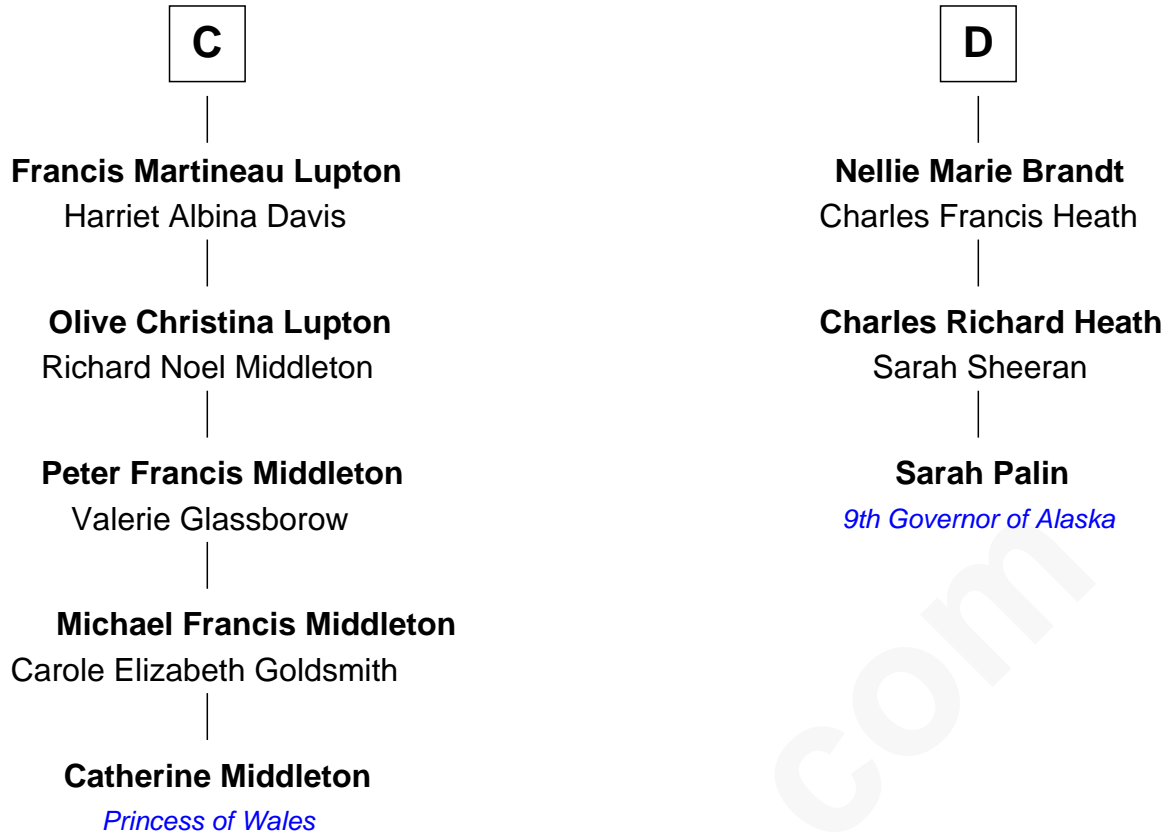 C
Francis Martineau Lupton
Harriet Albina Davis
Olive Christina Lupton
Richard Noel Middleton
Peter Francis Middleton
Valerie Glassborow
Michael Francis Middleton
Carole Elizabeth Goldsmith
Catherine Middleton
Princess of Wales
D
Nellie Marie Brandt
Charles Francis Heath
Charles Richard Heath
Sarah Sheeran
Sarah Palin
9th Governor of Alaska
com